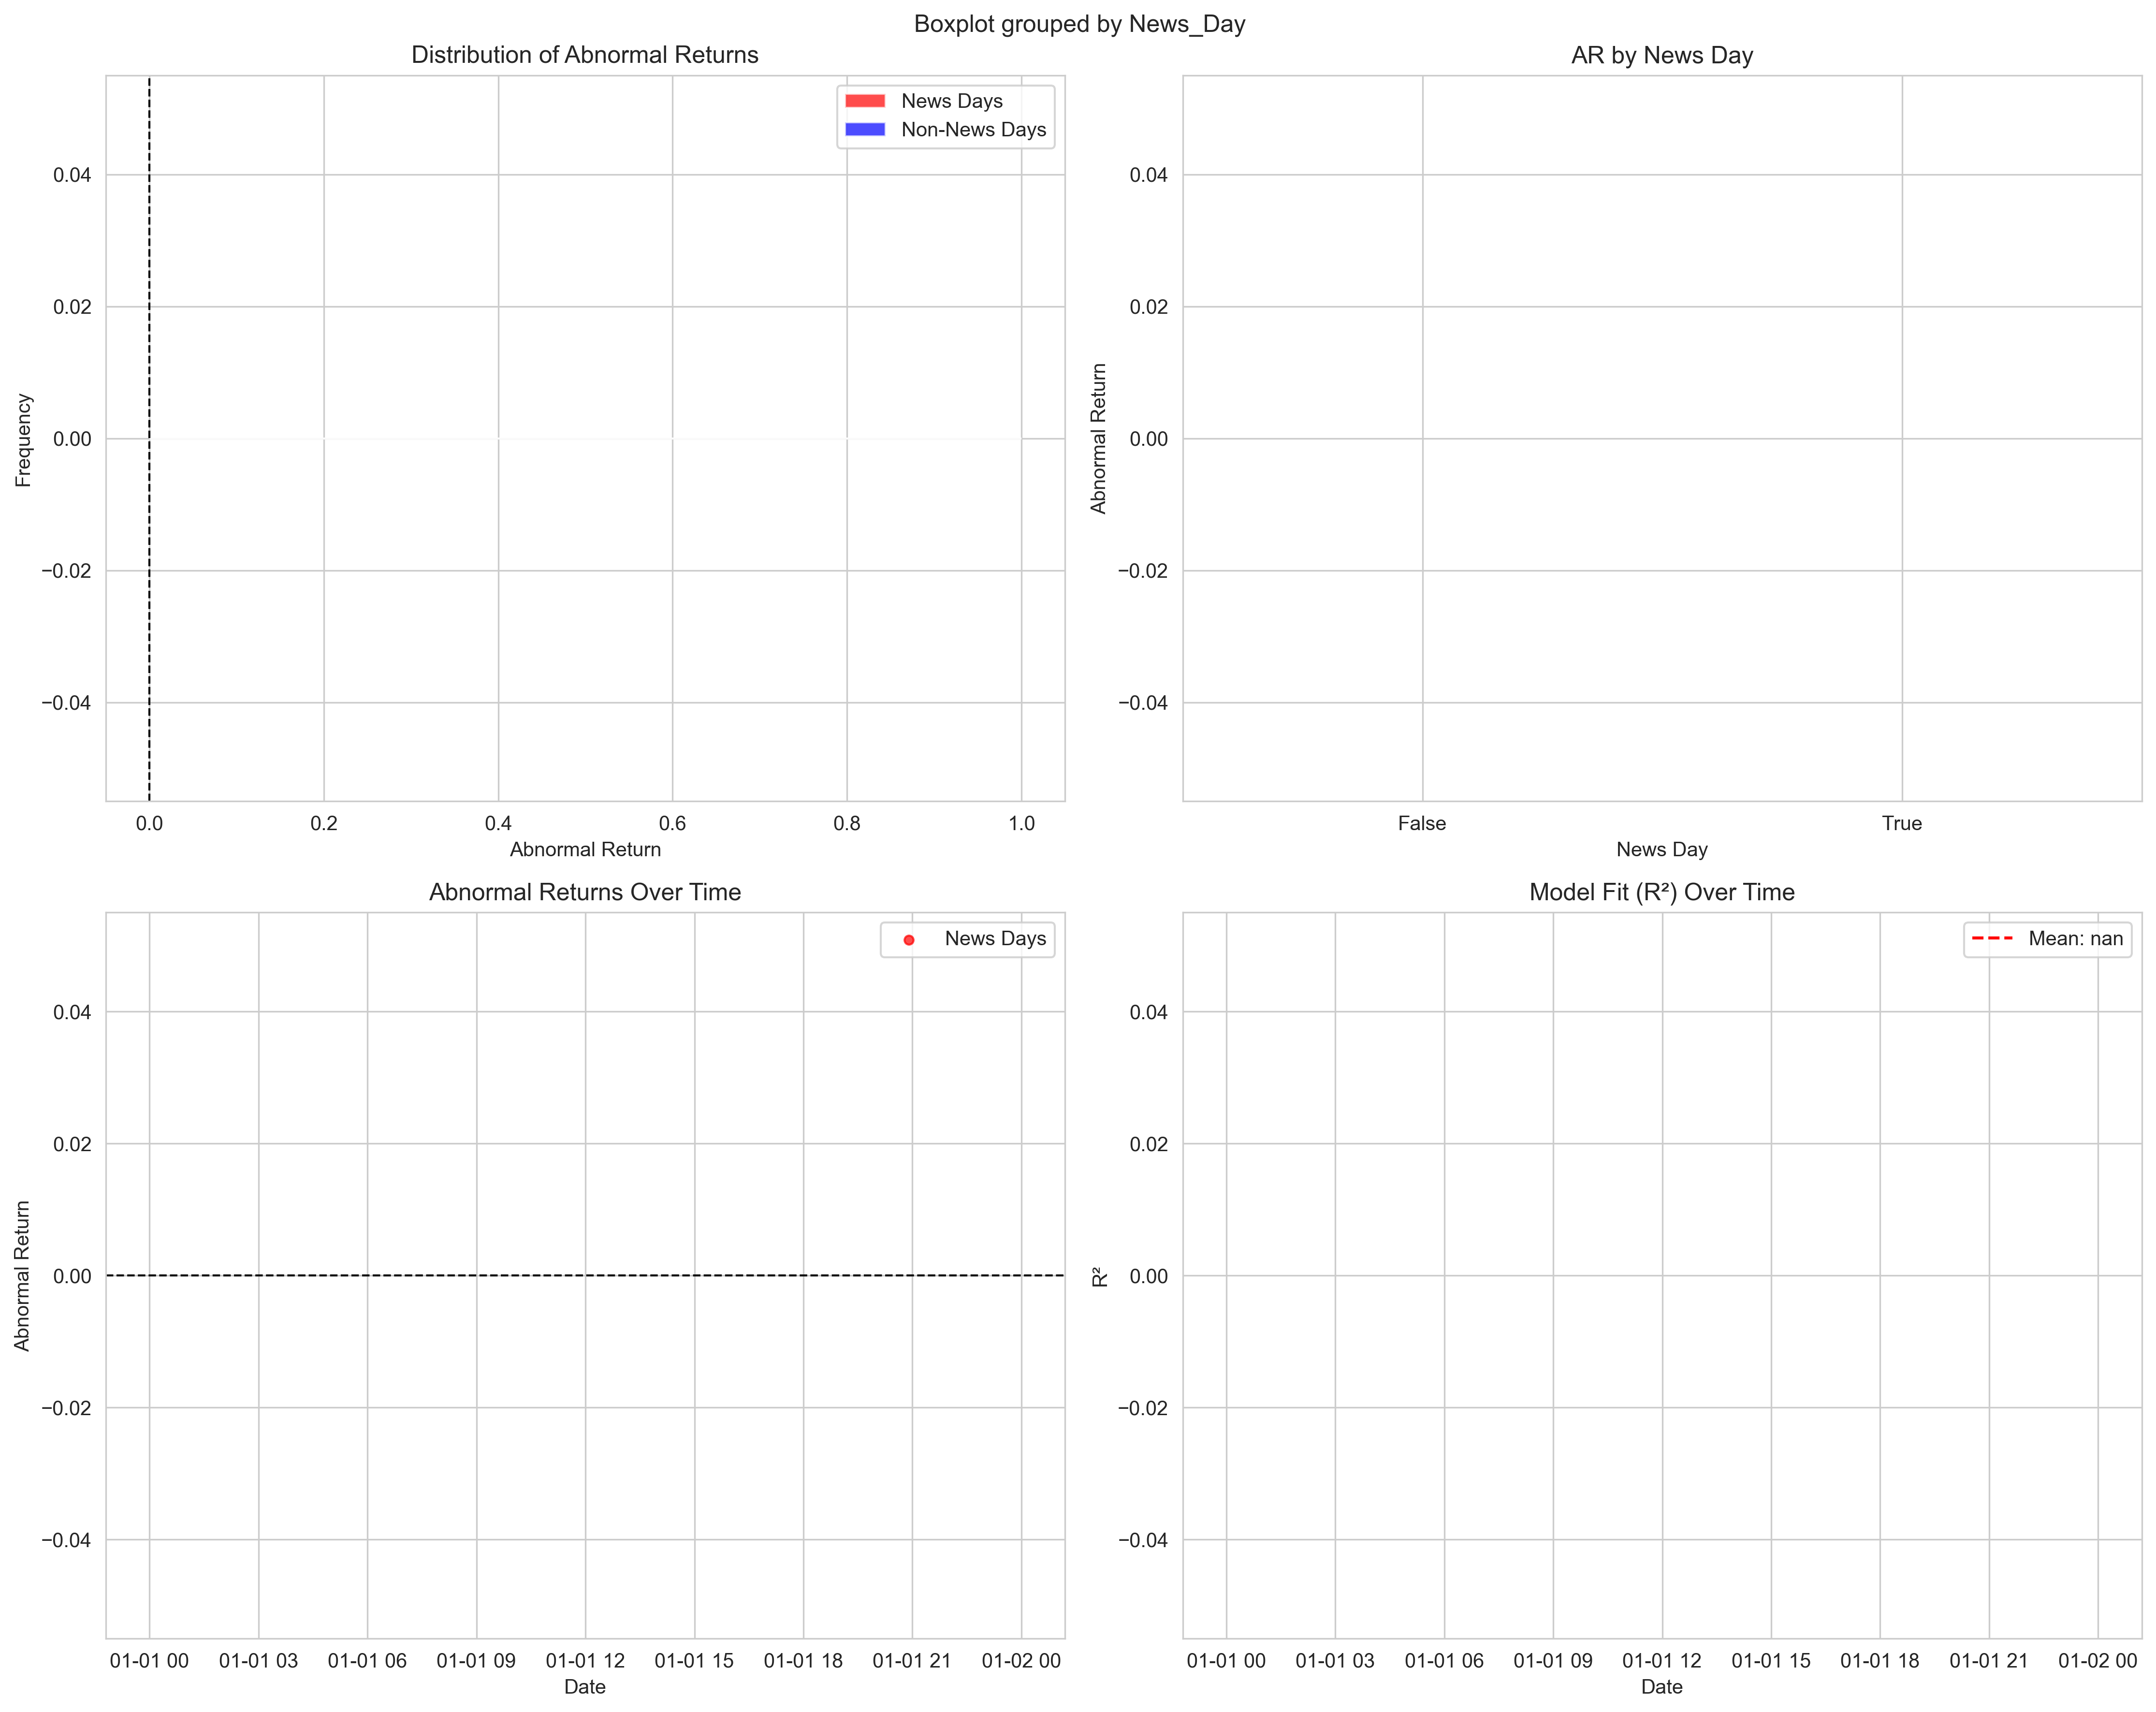 Boxplot grouped by News_Day
Distribution of Abnormal Returns
News Days
Non-News Days
0.04
0.02
0.00
−0.02
−0.04
Frequency
0.0 0.2 0.4 0.6 0.8 1.0
Abnormal Return
AR by News Day
0.04
0.02
0.00
−0.02
−0.04
Abnormal Return
False True
News Day
Abnormal Returns Over Time
News Days
0.04
0.02
0.00
−0.02
−0.04
Abnormal Return
01-01 00 01-01 03 01-01 06 01-01 09 01-01 12 01-01 15 01-01 18 01-01 21 01-02 00
Date
Model Fit (R²) Over Time
Mean: nan
0.04
0.02
0.00
−0.02
−0.04
R²
01-01 00 01-01 03 01-01 06 01-01 09 01-01 12 01-01 15 01-01 18 01-01 21 01-02 00
Date